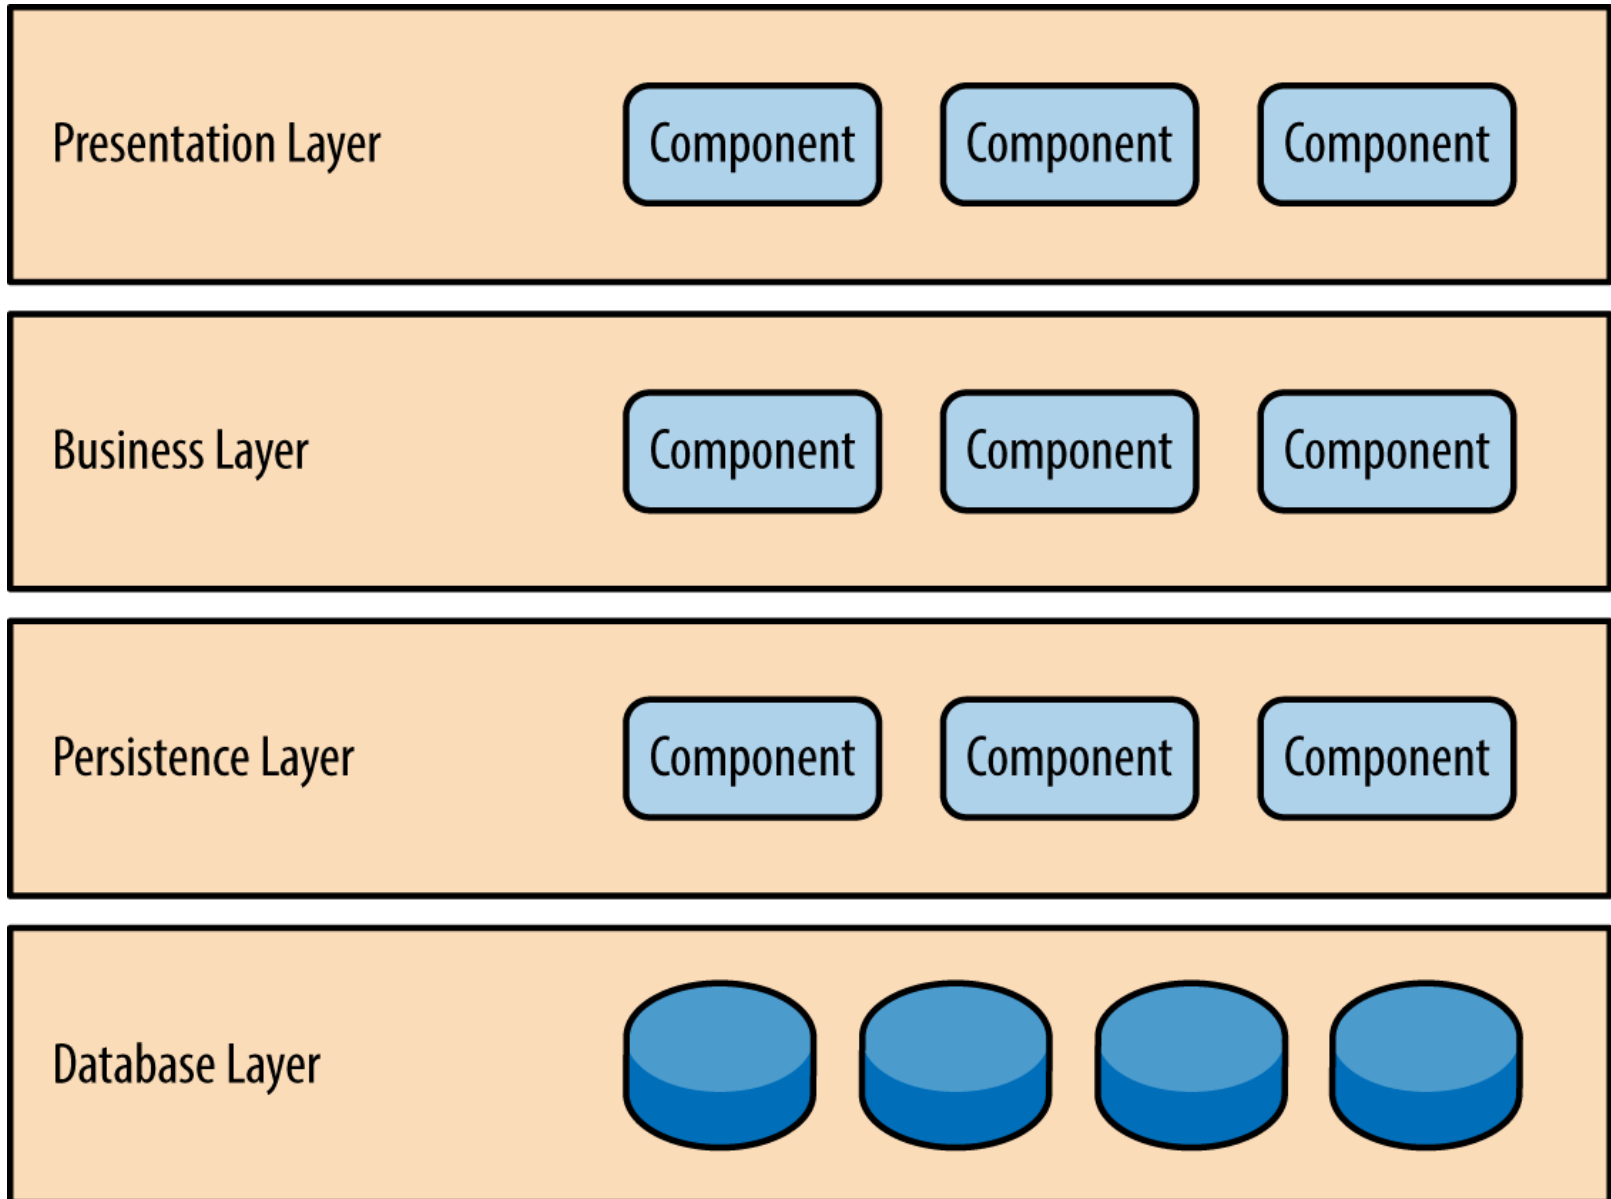 Presentation Layer
Component
Component
Component
Business Layer
Component
Component
Component
Persistence Layer
Component
Component
Component
Database Layer